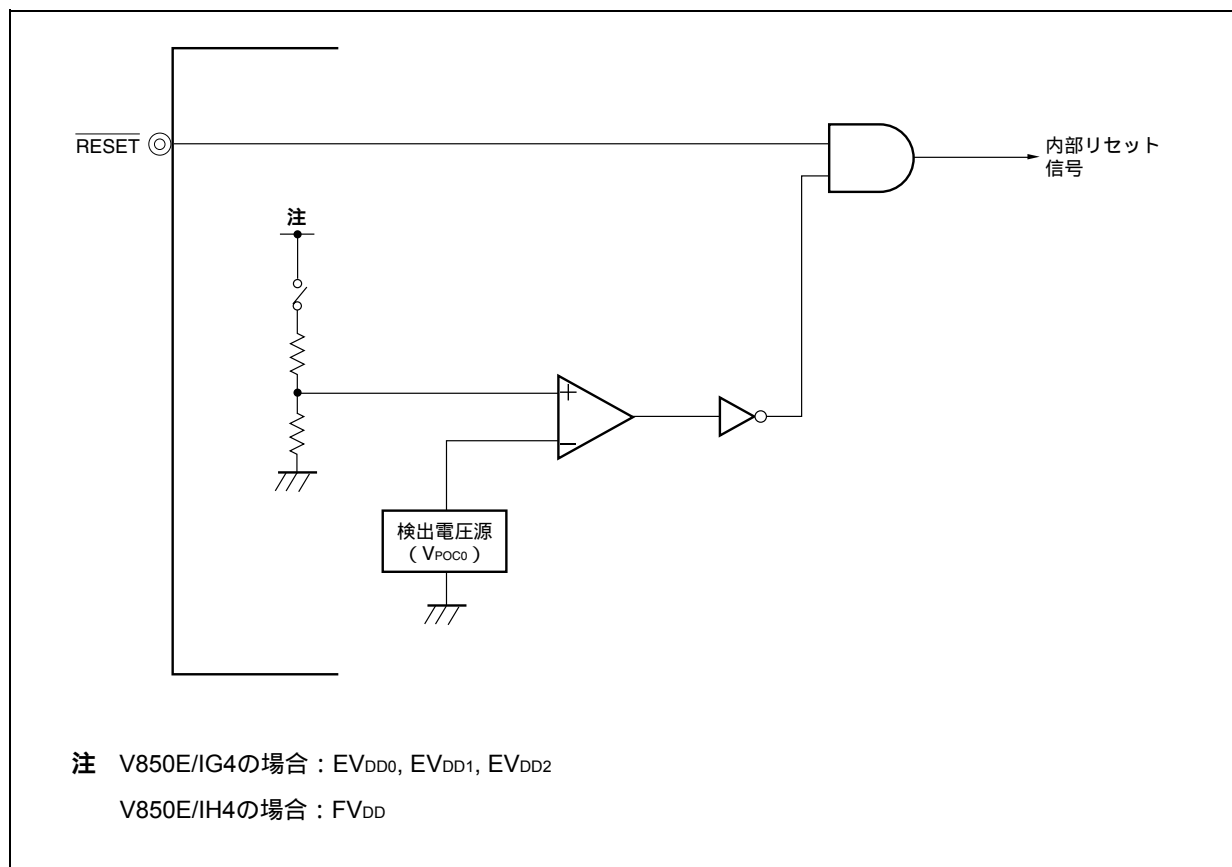 RESET
内部リセット
信号
注
+
−
検出電圧源
(VPOC0)
注 V850E/IG4の場合：EVDD0, EVDD1, EVDD2
V850E/IH4の場合：FVDD